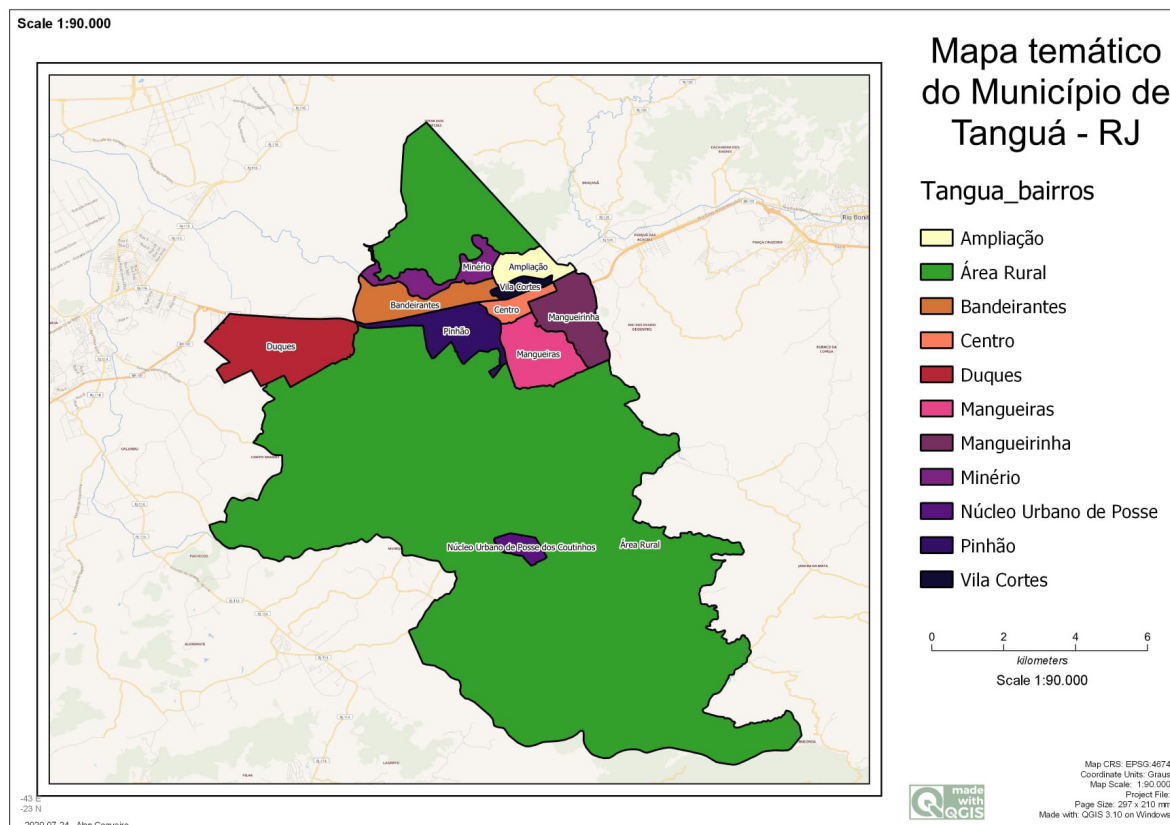 Scale 1:90.000
Mapa temático
do Município de
Tanguá - RJ
Tangua_bairros
Ampliação
Área Rural
Bandeirantes
Centro
Duques
Mangueiras
Mangueirinha
Minério
Núcleo Urbano de Posse
Pinhão
Vila Cortes
0 2 4 6
kilometers
Scale 1:90.000
Minério
Ampliação
Vila Cortes
Bandeirantes
Centro
Mangueirinha
Pinhão
Duques
Mangueiras
Núcleo Urbano de Posse dos Coutinhos
Área Rural
Rio Bonit
PRAÇA CRUZEIRO
-43 E
-23 N
made
with
QGIS
Map CRS: EPSG:4674
Coordinate Units: Graus
Map Scale: 1:90.000
Project File:
Page Size: 297 x 210 mm
Made with: QGIS 3.10 on Windows